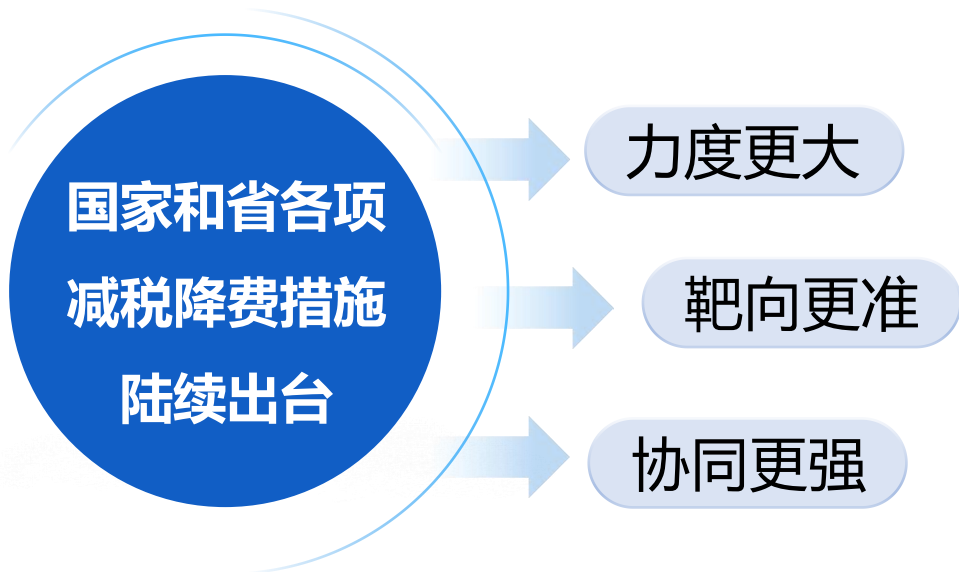 国家和省各项
减税降费措施
陆续出台
力度更大
靶向更准
协同更强